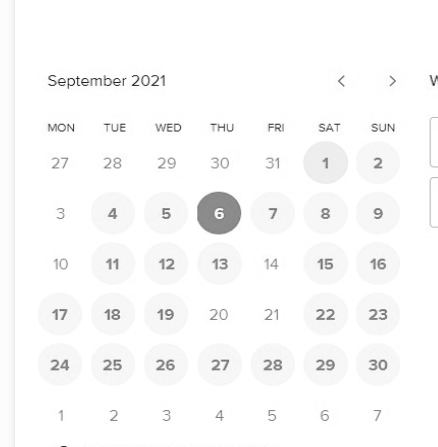 September 2021 < > W
MON TUE WED THU FRI SAT SUN
27 28 29 30 31 1 2
3 4 5 6 7 8 9
10 11 12 13 14 15 16
17 18 19 20 21 22 23
24 25 26 27 28 29 30
1 2 3 4 5 6 7